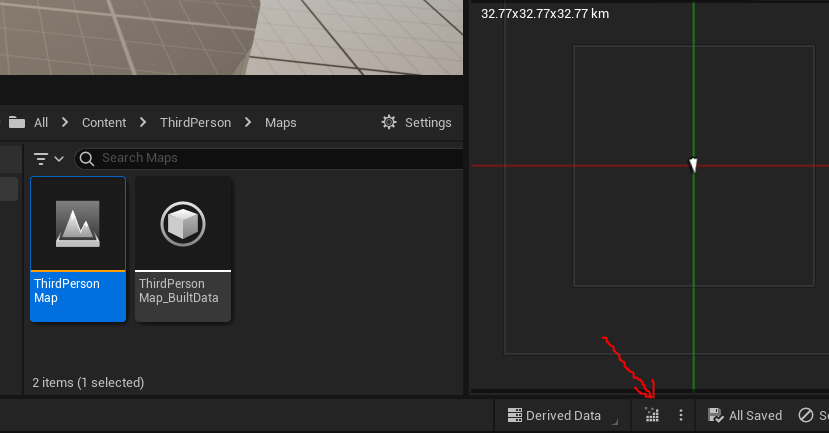 32.77x32.77x32.77 km
All > Content > ThirdPerson > Maps
Settings
Search Maps
ThirdPerson
Map
ThirdPerson
Map_BuiltData
2 items (1 selected)
Derived Data
All Saved